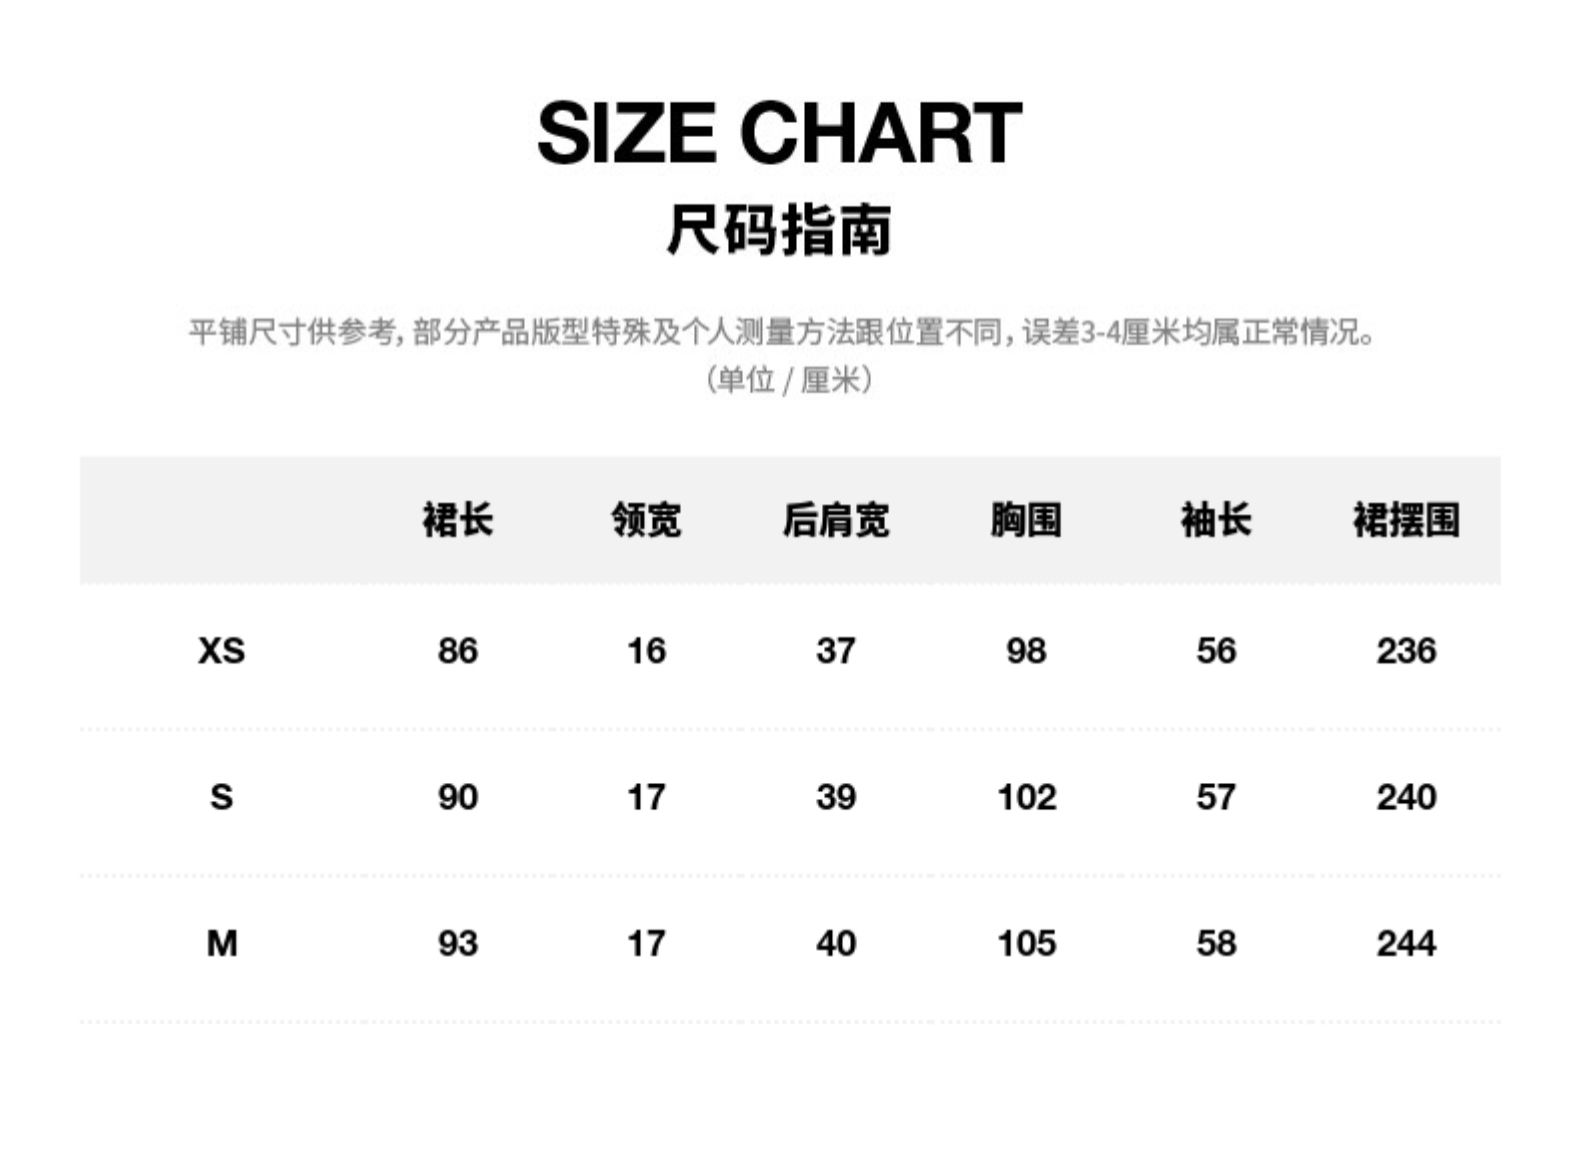 SIZE CHART
尺码指南
平铺尺寸供参考, 部分产品版型特殊及个人测量方法跟位置不同, 误差3-4厘米均属正常情况。
（单位 / 厘米）
裙长 领宽 后肩宽 胸围 袖长 裙摆围
XS 86 16 37 98 56 236
S 90 17 39 102 57 240
M 93 17 40 105 58 244